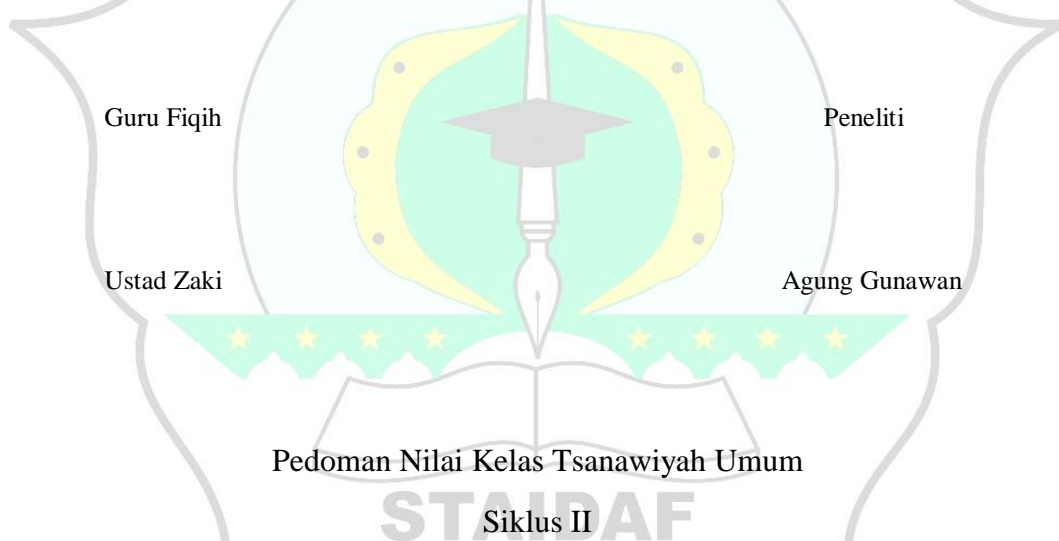 Guru Fiqih Peneliti
Ustad Zaki Agung Gunawan
Pedoman Nilai Kelas Tsanawiyah Umum
STAIDAF
Siklus II